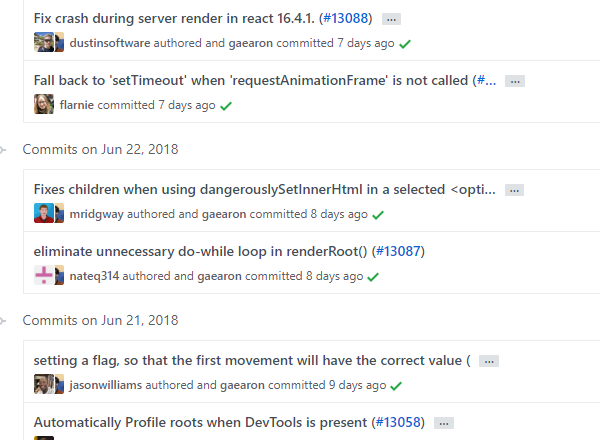 Fix crash during server render in react 16.4.1. (#13088) ...
dustinsoftware authored and gaearon committed 7 days ago
Fall back to 'setTimeout' when 'requestAnimationFrame' is not called (#... ...
flarnie committed 7 days ago
Commits on Jun 22, 2018
Fixes children when using dangerouslySetInnerHtml in a selected <opti... ...
mridgway authored and gaearon committed 8 days ago
eliminate unnecessary do-while loop in renderRoot() (#13087)
nateq314 authored and gaearon committed 8 days ago
Commits on Jun 21, 2018
setting a flag, so that the first movement will have the correct value ( ...
jasonwilliams authored and gaearon committed 9 days ago
Automatically Profile roots when DevTools is present (#13058) ...